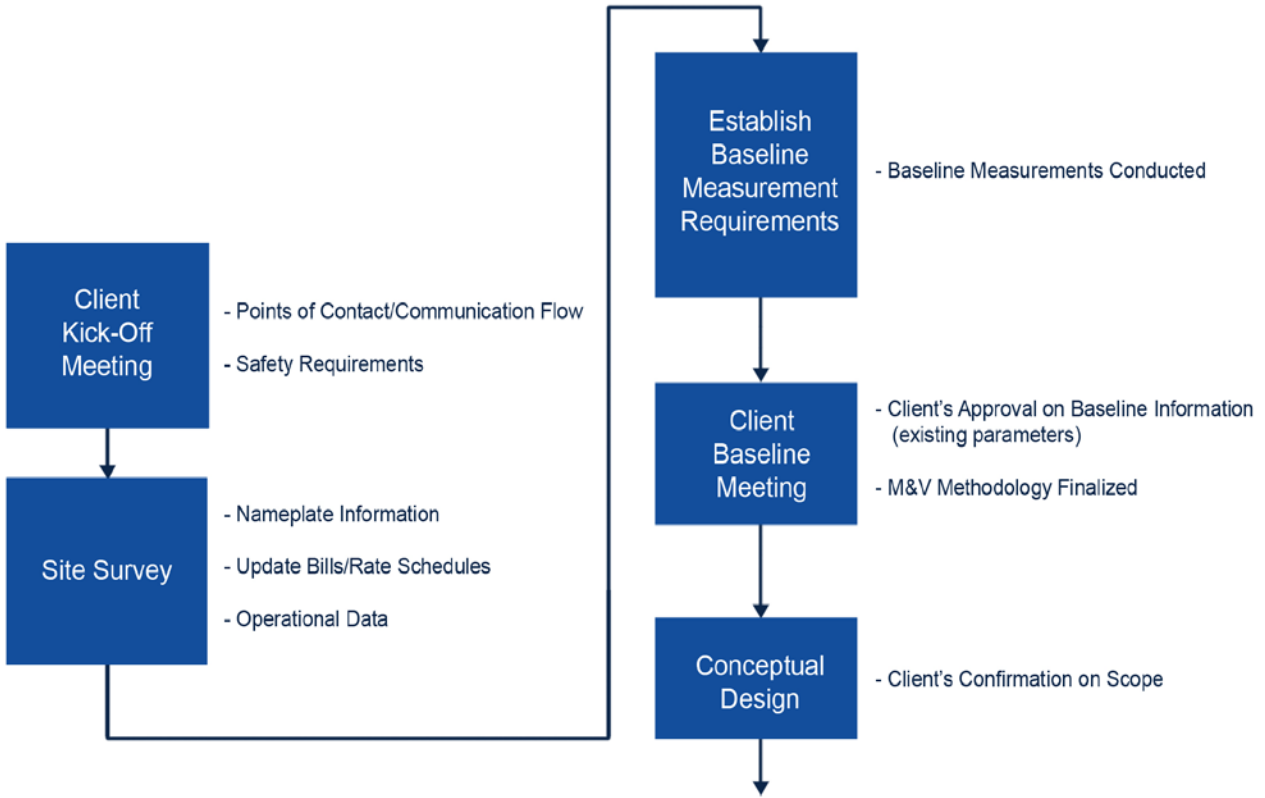 Client
Kick-Off
Meeting
- Points of Contact/Communication Flow
- Safety Requirements
Site Survey
- Nameplate Information
- Update Bills/Rate Schedules
- Operational Data
Establish
Baseline
Measurement
Requirements
- Baseline Measurements Conducted
Client
Baseline
Meeting
- Client's Approval on Baseline Information
(existing parameters)
- M&V Methodology Finalized
Conceptual
Design
- Client's Confirmation on Scope